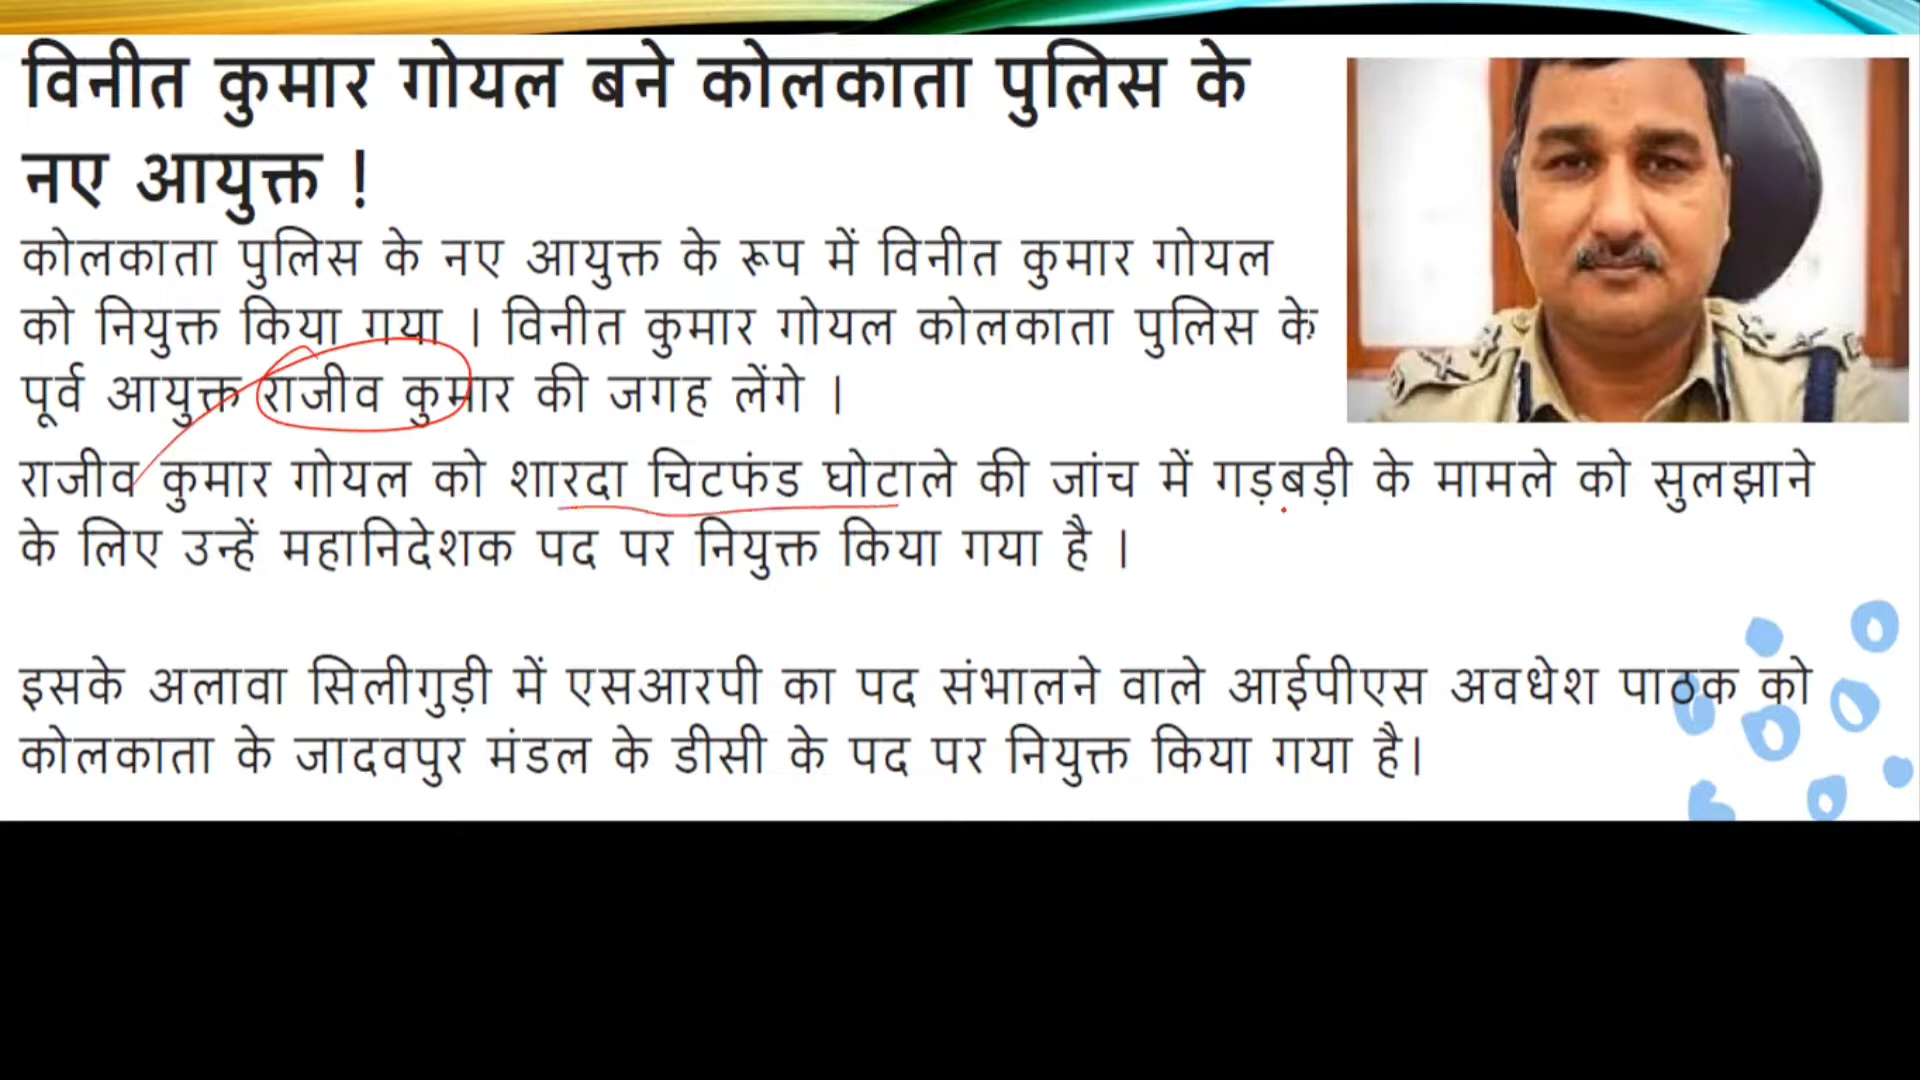 विनीत कुमार गोयल बने कोलकाता पुलिस के
नए आयुक्त !
कोलकाता पुलिस के नए आयुक्त के रूप में विनीत कुमार गोयल
को नियुक्त किया गया । विनीत कुमार गोयल कोलकाता पुलिस के
पूर्व आयुक्त राजीव कुमार की जगह लेंगे ।
राजीव कुमार गोयल को शारदा चिटफंड घोटाले की जांच में गड़बड़ी के मामले को सुलझाने
के लिए उन्हें महानिदेशक पद पर नियुक्त किया गया है ।
इसके अलावा सिलीगुड़ी में एसआरपी का पद संभालने वाले आईपीएस अवधेश पाठक को
कोलकाता के जादवपुर मंडल के डीसी के पद पर नियुक्त किया गया है।